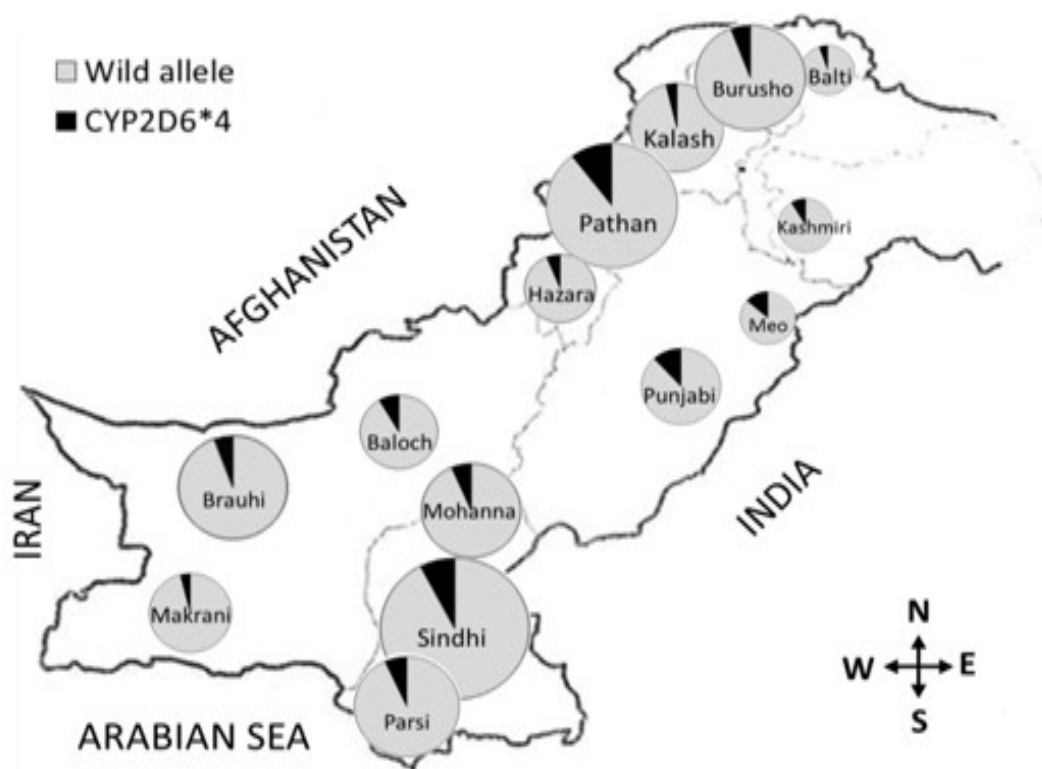 Wild allele
CYP2D6*4
Burusho
Balti
Kalash
Pathan
Kashmiri
AFGHANISTAN
Hazara
Meo
Punjabi
Baloch
Brauhi
Mohanna
INDIA
IRAN
Makrani
Sindhi
Parsi
ARABIAN SEA
N
W E
S